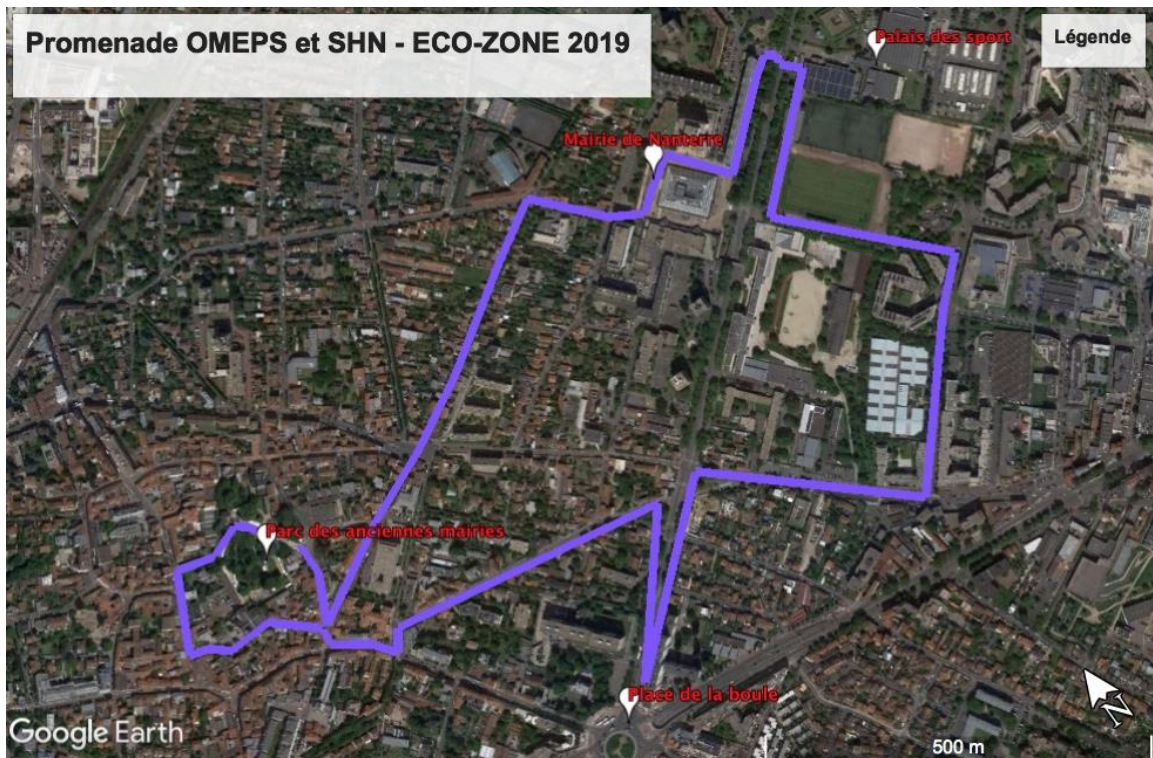 Promenade OMEPS et SHN - ECO-ZONE 2019
Légende
Palais des sport
Mairie de Nanterre
Parc des anciennes mairies
Place de la boule
N
Google Earth
500 m